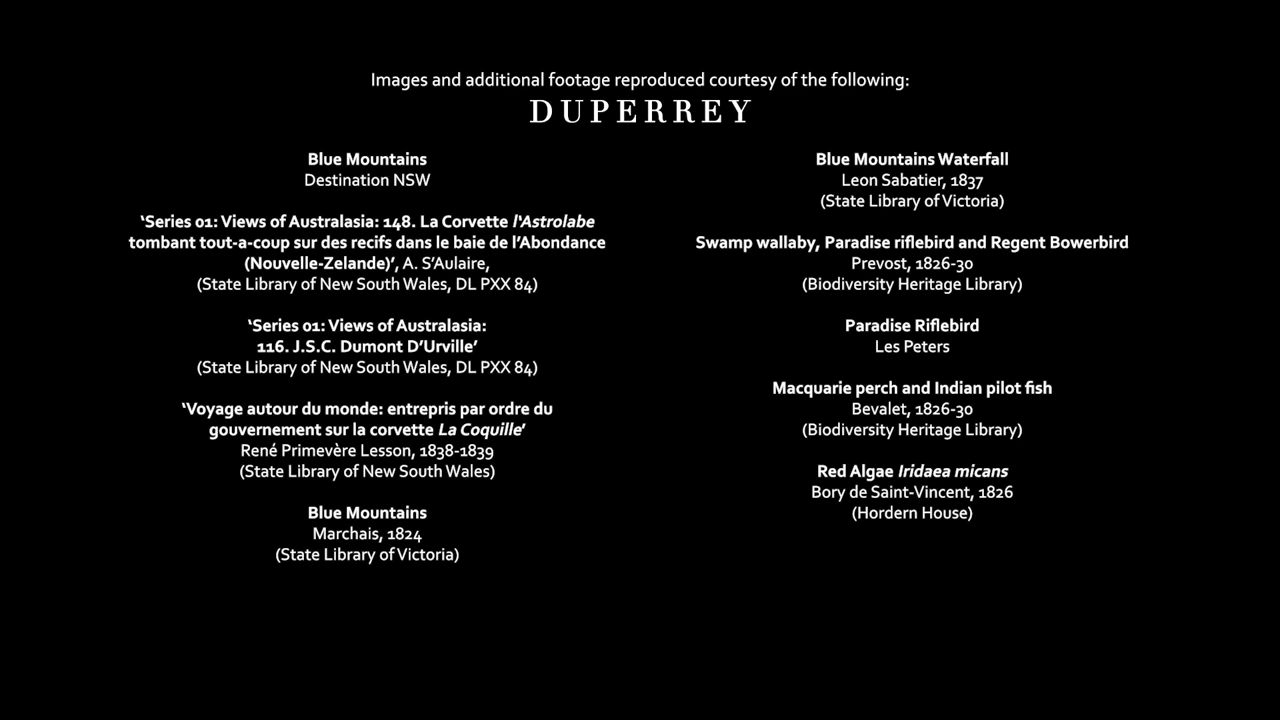 Images and additional footage reproduced courtesy of the following:
DUPERREY
Blue Mountains
Destination NSW
‘Series 01: Views of Australasia: 148. La Corvette l‘Astrolabe
tombant tout-a-coup sur des recifs dans le baie de l’Abondance
(Nouvelle-Zelande)’, A. S’Aulaire,
(State Library of New South Wales, DL PXX 84)
‘Series 01: Views of Australasia:
116. J.S.C. Dumont D’Urville’
(State Library of New South Wales, DL PXX 84)
‘Voyage autour du monde: entrepris par ordre du
gouvernement sur la corvette La Coquille’
René Primevère Lesson, 1838-1839
(State Library of New South Wales)
Blue Mountains
Marchais, 1824
(State Library of Victoria)
Blue Mountains Waterfall
Leon Sabatier, 1837
(State Library of Victoria)
Swamp wallaby, Paradise riflebird and Regent Bowerbird
Prevost, 1826-30
(Biodiversity Heritage Library)
Paradise Riflebird
Les Peters
Macquarie perch and Indian pilot fish
Bevalet, 1826-30
(Biodiversity Heritage Library)
Red Algae Iridaea micans
Bory de Saint-Vincent, 1826
(Hordern House)